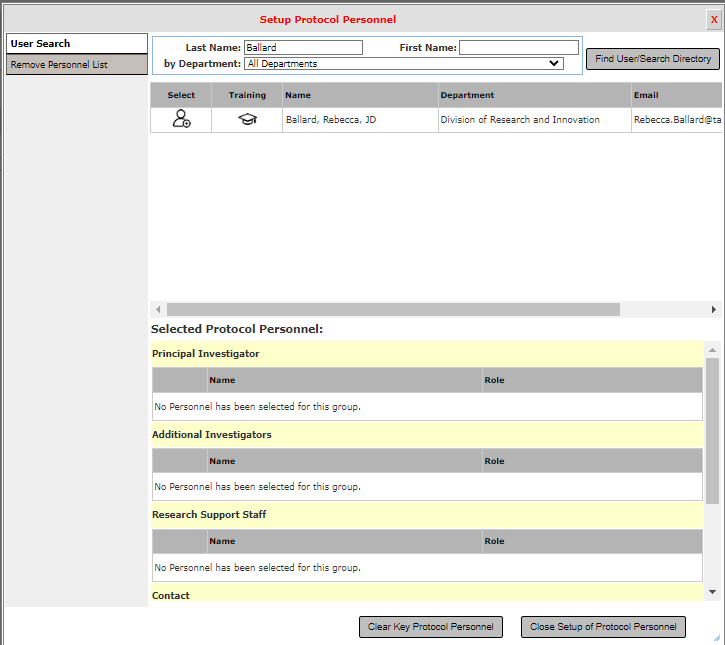 Setup Protocol Personnel
X
User Search
Remove Personnel List
Last Name: Ballard First Name:
by Department: All Departments
Find User/Search Directory
Select Training Name Department Email
Ballard, Rebecca, JD Division of Research and Innovation Rebecca.Ballard@ta
Selected Protocol Personnel:
Principal Investigator
Name Role
No Personnel has been selected for this group.
Additional Investigators
Name Role
No Personnel has been selected for this group.
Research Support Staff
Name Role
No Personnel has been selected for this group.
Contact
Clear Key Protocol Personnel Close Setup of Protocol Personnel